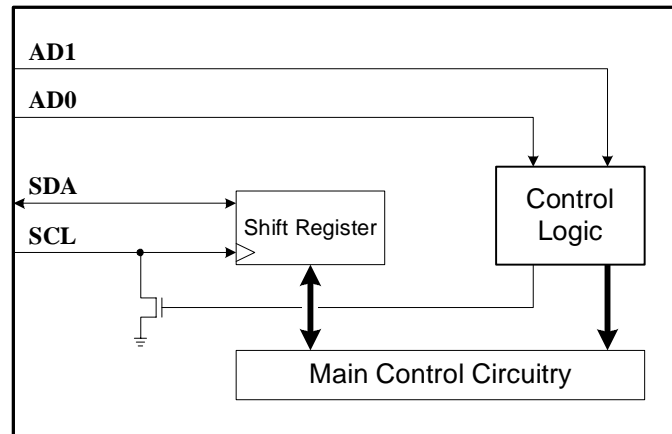 AD1
AD0
SDA
SCL
Shift Register
Control
Logic
Main Control Circuitry